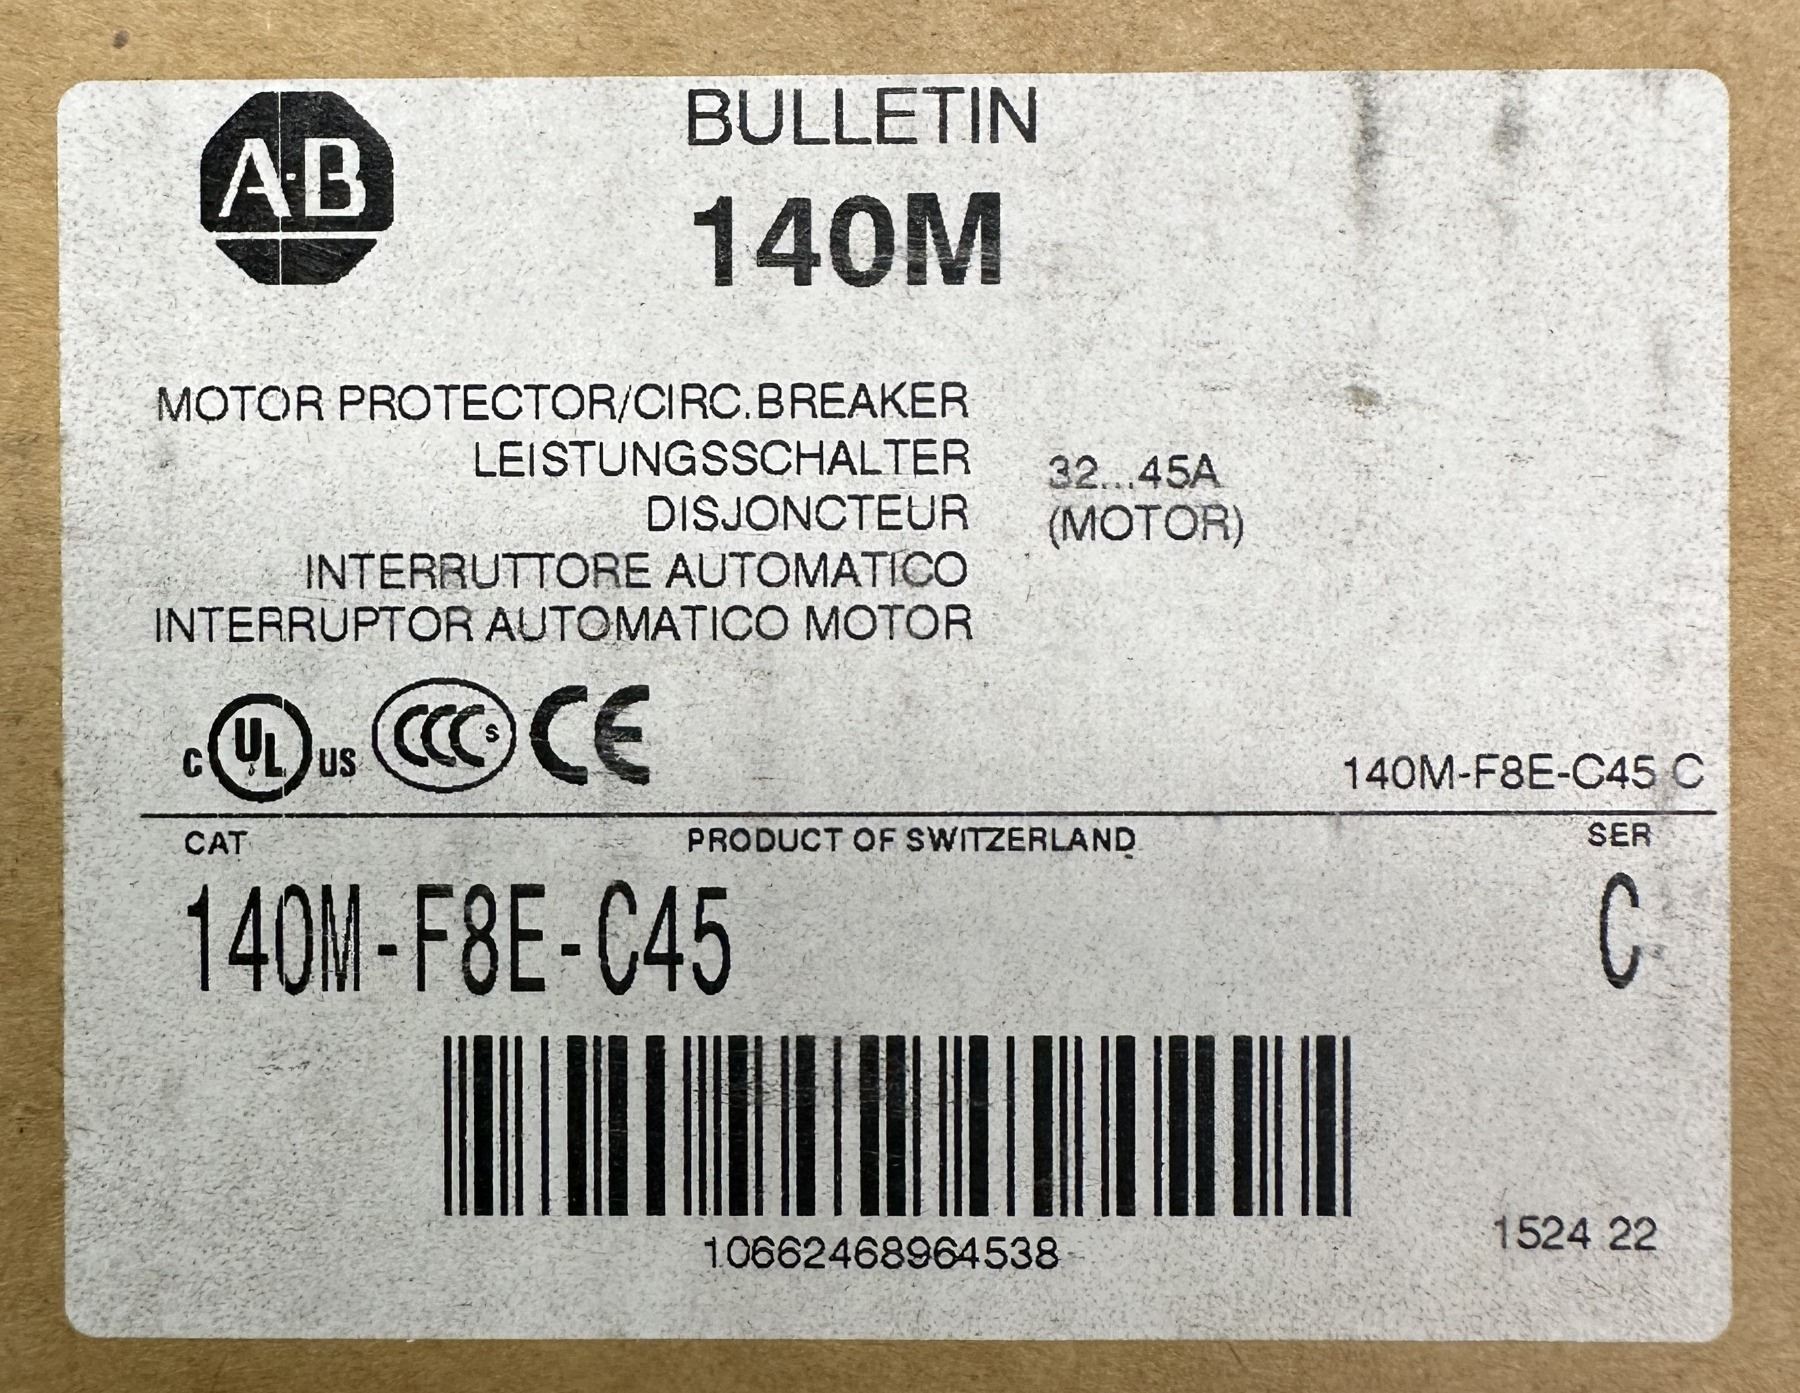 A-B
BULLETIN
140M
MOTOR PROTECTOR/CIRC.BREAKER
LEISTUNGSSCHALTER
DISJONCTEUR
INTERRUTTORE AUTOMATICO
INTERRUPTOR AUTOMATICO MOTOR
32...45A
(MOTOR)
C UL US CCC S CE
140M-F8E-C45 C
CAT PRODUCT OF SWITZERLAND SER
140M-F8E-C45 C
10662468964538
1524 22